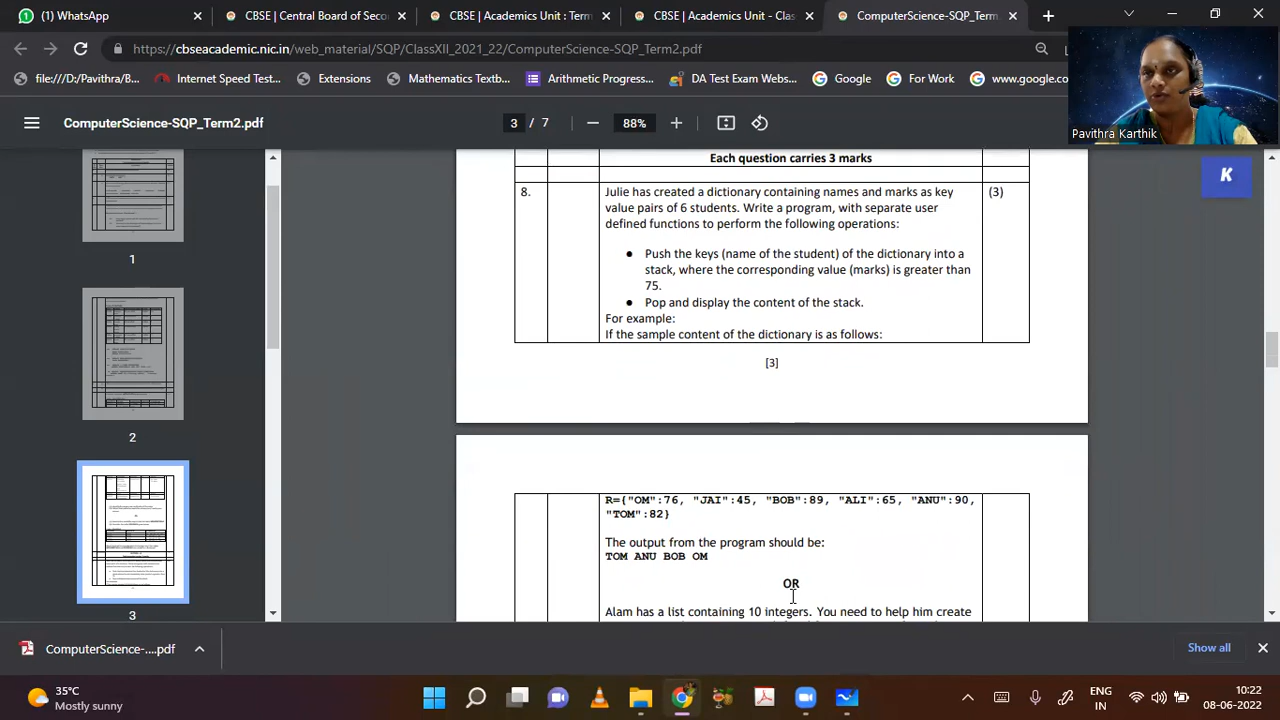 (1) WhatsApp
CBSE | Central Board of Seco
CBSE | Academics Unit : Term
CBSE | Academics Unit - Clas
ComputerScience-SQP_Term2.
https://cbseacademic.nic.in/web_material/SQP/ClassXII_2021_22/ComputerScience-SQP_Term2.pdf
file:///D:/Pavithra/B...
Internet Speed Test...
Extensions
Mathematics Textb...
Arithmetic Progress...
DA Test Exam Webs...
Google
For Work
www.google.co
Pavithra Karthik
ComputerScience-SQP_Term2.pdf
3 / 7
88%
1
2
3
Each question carries 3 marks
8.
Julie has created a dictionary containing names and marks as key
(3)
value pairs of 6 students. Write a program, with separate user
defined functions to perform the following operations:
● Push the keys (name of the student) of the dictionary into a
stack, where the corresponding value (marks) is greater than
75.
● Pop and display the content of the stack.
For example:
If the sample content of the dictionary is as follows:
[3]
R={"OM":76, "JAI":45, "BOB":89, "ALI":65, "ANU":90,
"TOM":82}
The output from the program should be:
TOM ANU BOB OM
OR
Alam has a list containing 10 integers. You need to help him create
K
ComputerScience-....pdf
Show all
35°C
Mostly sunny
ENG
IN
10:22
08-06-2022